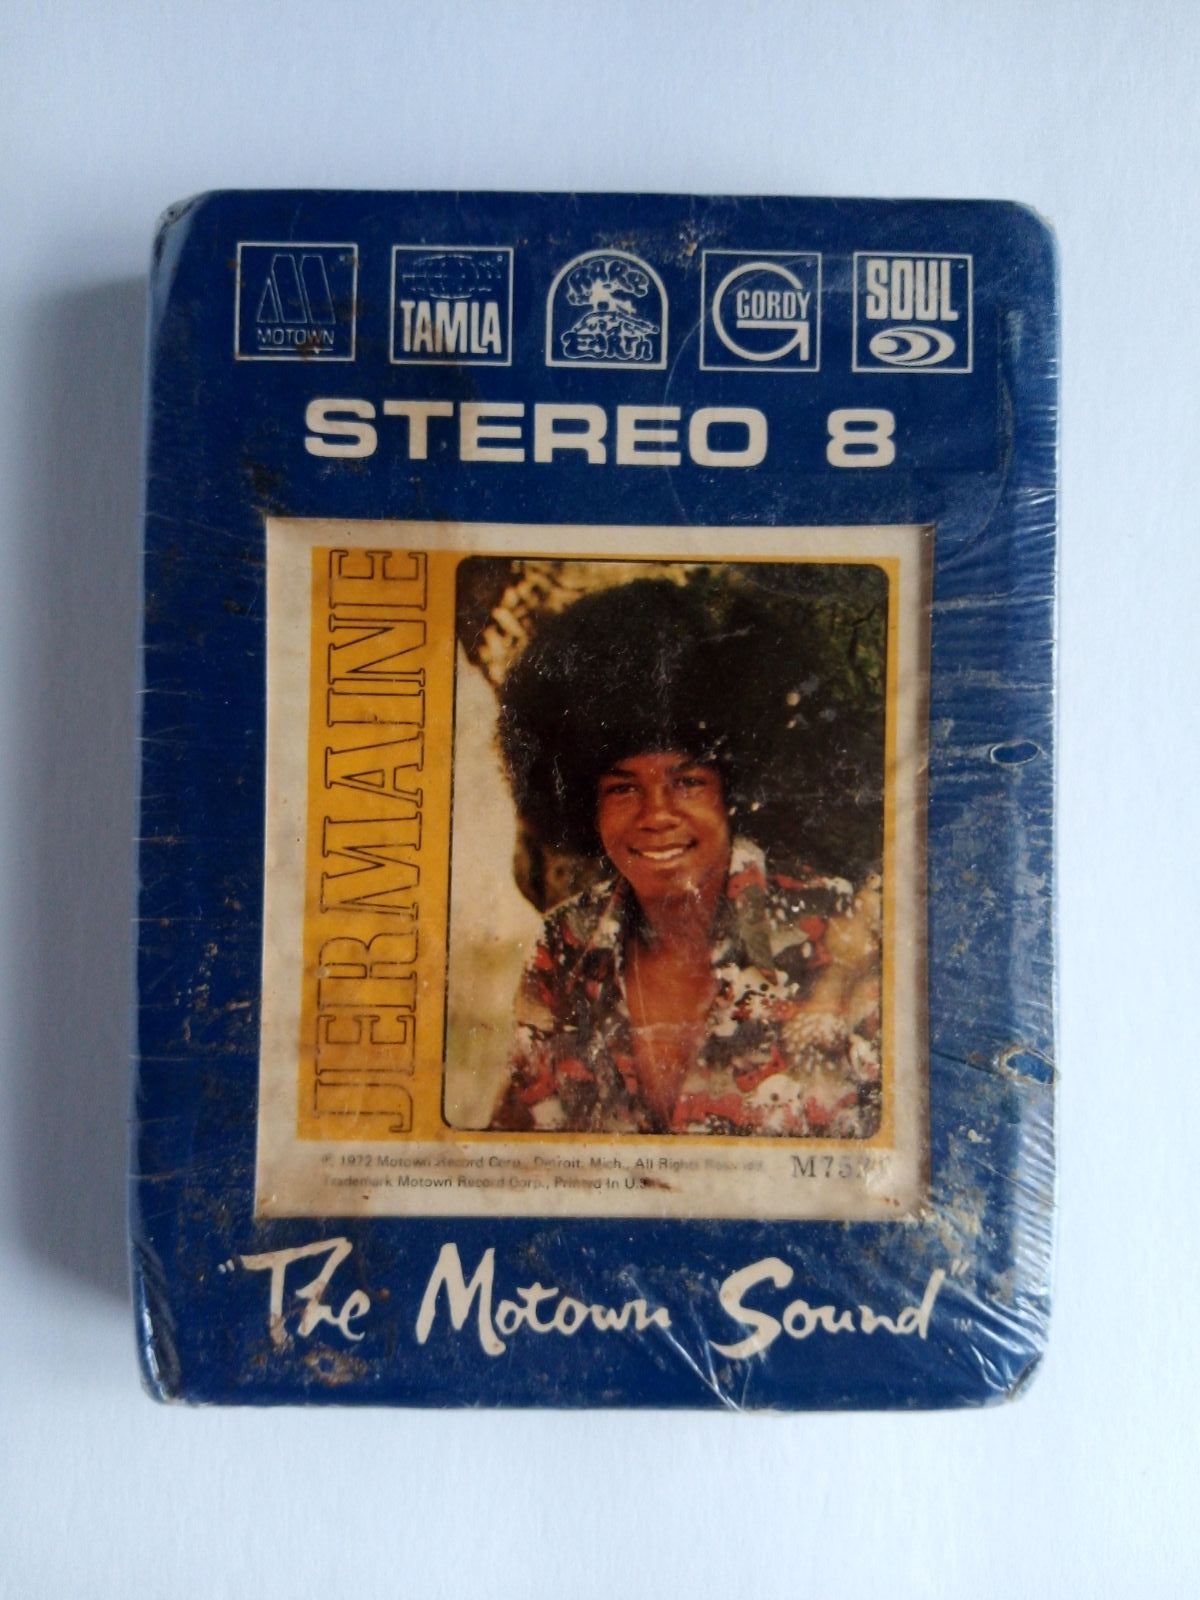 MOTOWN
TAMLA
RARE
EARTH
GORDY
SOUL
STEREO 8
JERMAINE
℗ 1972 Motown Record Corp., Detroit, Mich., All Rights Reserved.
Trademark Motown Record Corp., Printed In U.S.
"The Motown Sound"™